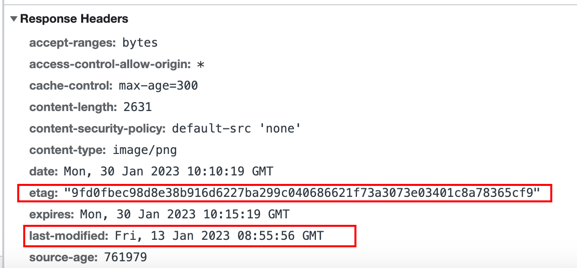 Response Headers
accept-ranges: bytes
access-control-allow-origin: *
cache-control: max-age=300
content-length: 2631
content-security-policy: default-src 'none'
content-type: image/png
date: Mon, 30 Jan 2023 10:10:19 GMT
etag: "9fd0fbec98d8e38b916d6227ba299c040686621f73a3073e03401c8a78365cf9"
expires: Mon, 30 Jan 2023 10:15:19 GMT
last-modified: Fri, 13 Jan 2023 08:55:56 GMT
source-age: 761979